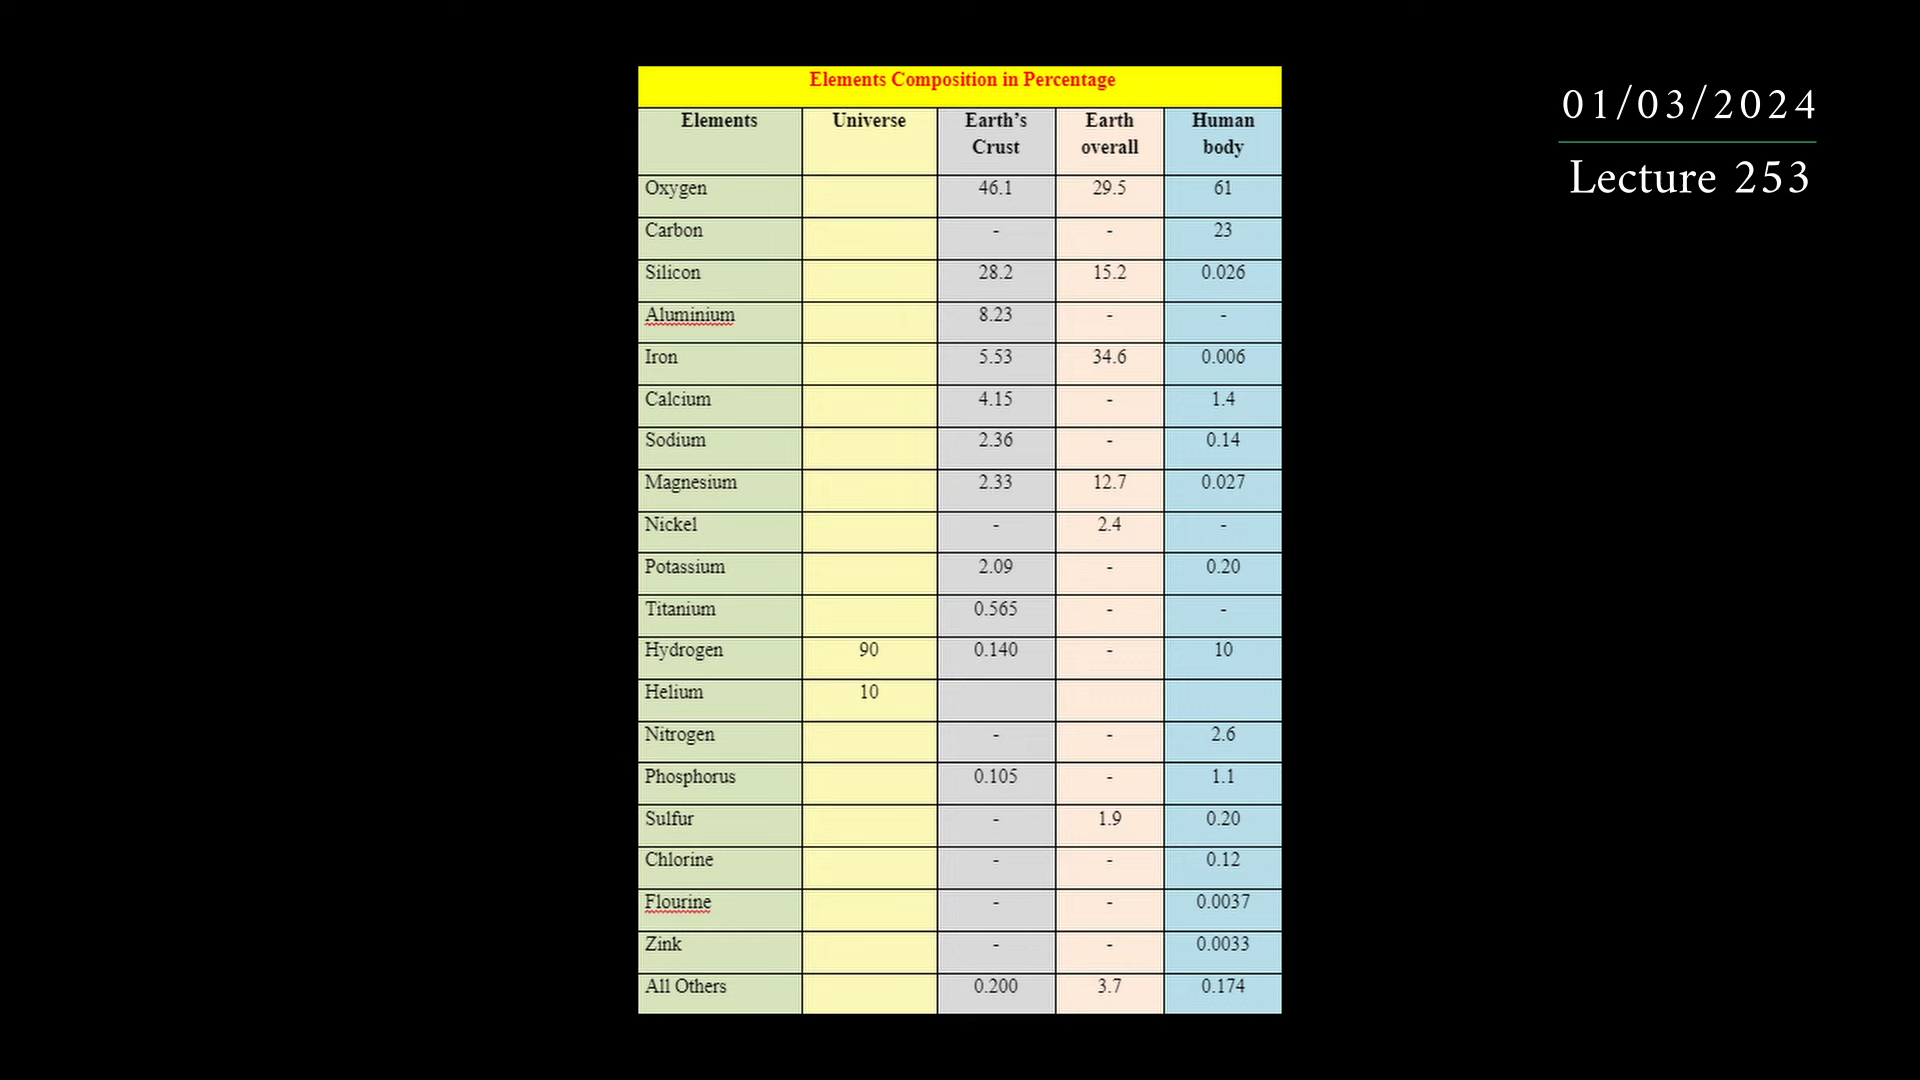 Elements Composition in Percentage
Elements Universe Earth's Crust Earth overall Human body
Oxygen 46.1 29.5 61
Carbon - - 23
Silicon 28.2 15.2 0.026
Aluminium 8.23 - -
Iron 5.53 34.6 0.006
Calcium 4.15 - 1.4
Sodium 2.36 - 0.14
Magnesium 2.33 12.7 0.027
Nickel - 2.4 -
Potassium 2.09 - 0.20
Titanium 0.565 - -
Hydrogen 90 0.140 - 10
Helium 10
Nitrogen - - 2.6
Phosphorus 0.105 - 1.1
Sulfur - 1.9 0.20
Chlorine - - 0.12
Flourine - - 0.0037
Zink - - 0.0033
All Others 0.200 3.7 0.174
01/03/2024
Lecture 253